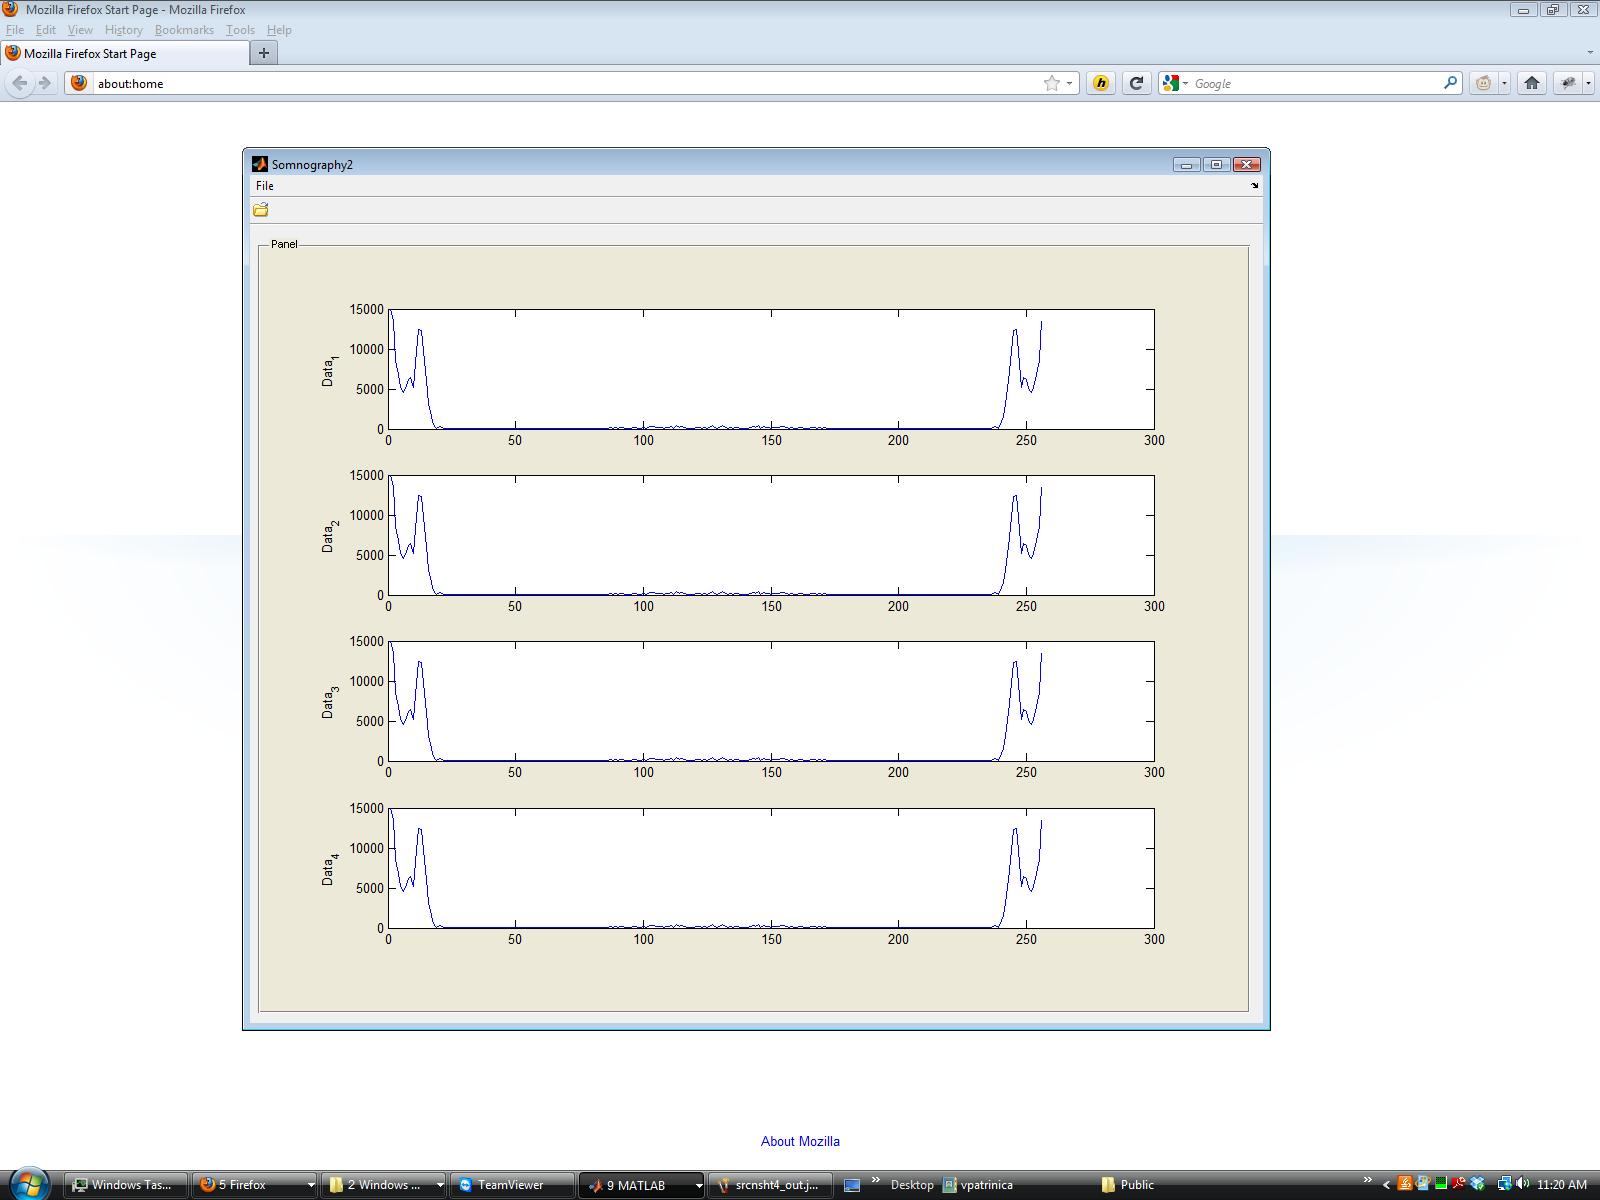 Mozilla Firefox Start Page - Mozilla Firefox
File Edit View History Bookmarks Tools Help
Mozilla Firefox Start Page
about:home
Google
Somnography2
File
Panel
15000
10000
5000
0
Data1
0 50 100 150 200 250 300
15000
10000
5000
0
Data2
0 50 100 150 200 250 300
15000
10000
5000
0
Data3
0 50 100 150 200 250 300
15000
10000
5000
0
Data4
0 50 100 150 200 250 300
About Mozilla
Windows Tas... 5 Firefox 2 Windows ... TeamViewer 9 MATLAB srcnsht4_out.j... Desktop vpatrinica Public 11:20 AM